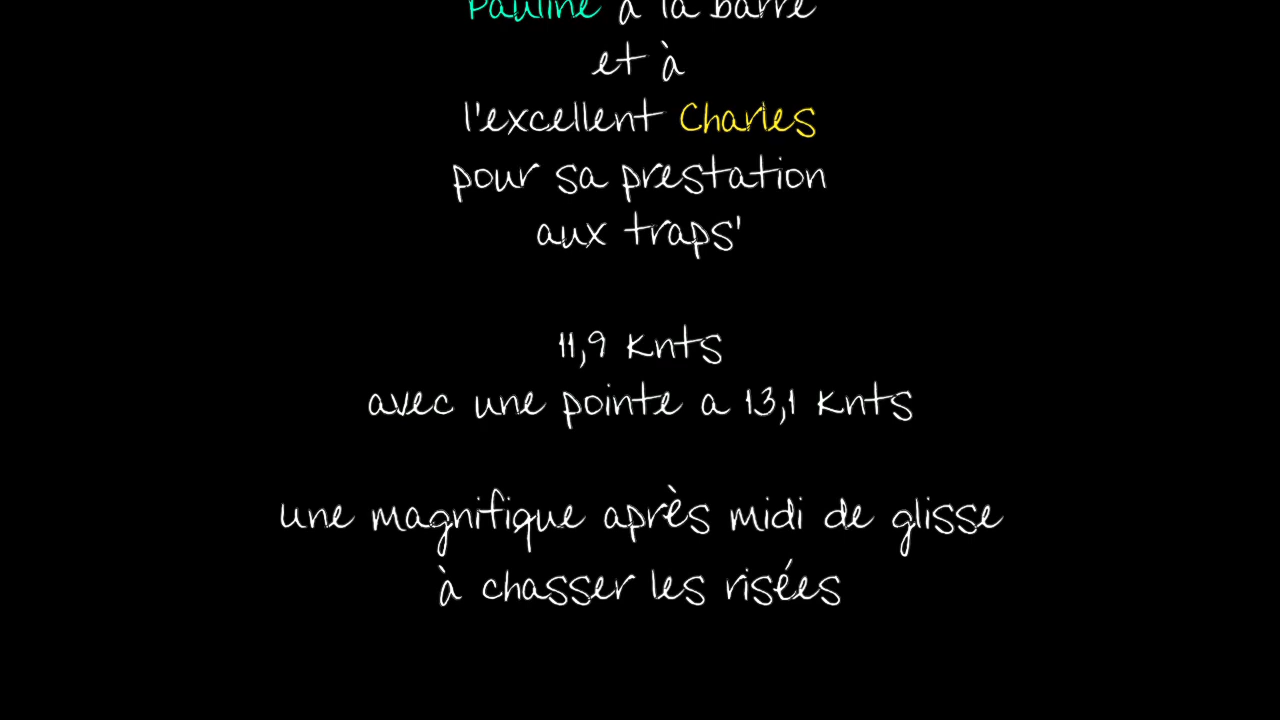 Pauline à la barre
et à
l'excellent Charles
pour sa prestation
aux traps'
11,9 Knts
avec une pointe a 13,1 Knts
une magnifique après midi de glisse
à chasser les risées